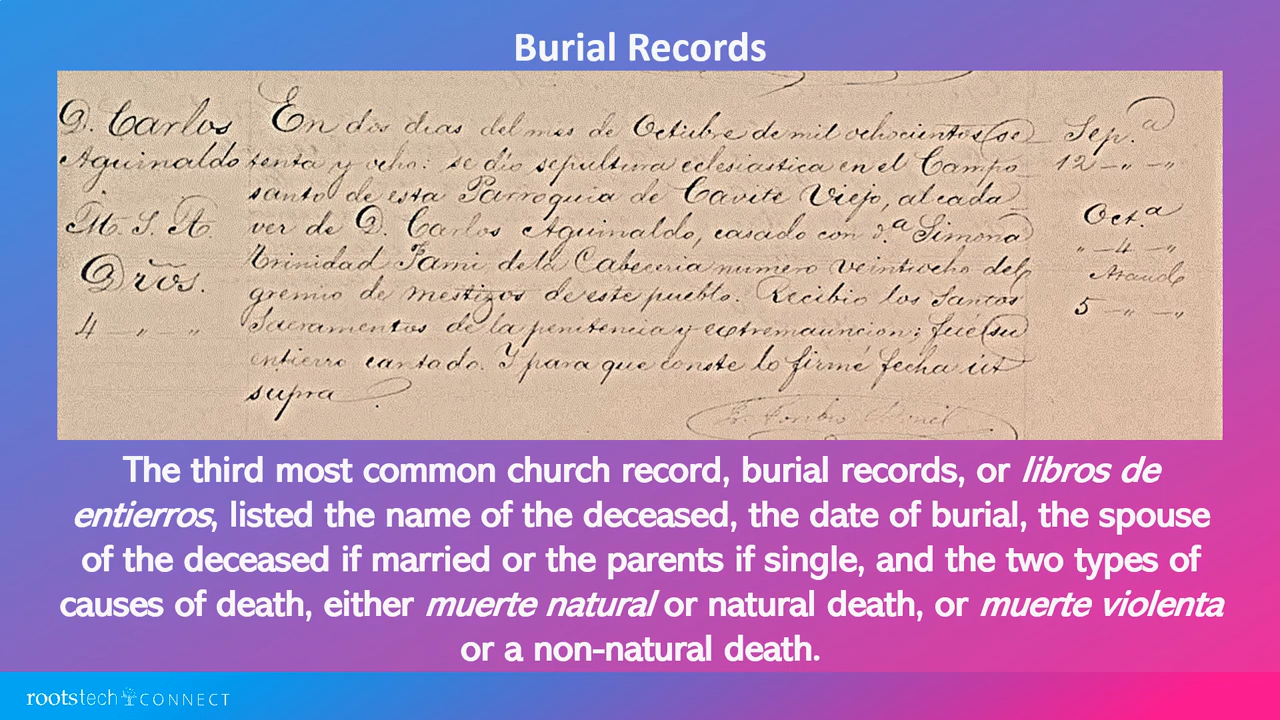 Burial Records
D. Carlos
Aguinaldo
M. S. A.
Dros.
4 — " — "
En dos dias del mes de Octubre de mil ochocientos se
tenta y ocho: se dio sepultura eclesiastica en el Campo
santo de esta Parroquia de Cavite Viejo, al cada
ver de D. Carlos Aguinaldo, casado con d.ª Simona
Trinidad Fami de la Cabeceria numero veintiocho del
gremio de mestizos de este pueblo. Recibio los Santos
Sacramentos de la penitencia y extremauncion; fue su
entierro cantado. Y para que conste lo firmé fecha ut
supra
Sep.ª
12 — " — "
Oct.ª
" — 4 — "
5 — " — "
The third most common church record, burial records, or libros de
entierros, listed the name of the deceased, the date of burial, the spouse
of the deceased if married or the parents if single, and the two types of
causes of death, either muerte natural or natural death, or muerte violenta
or a non-natural death.
rootstech CONNECT